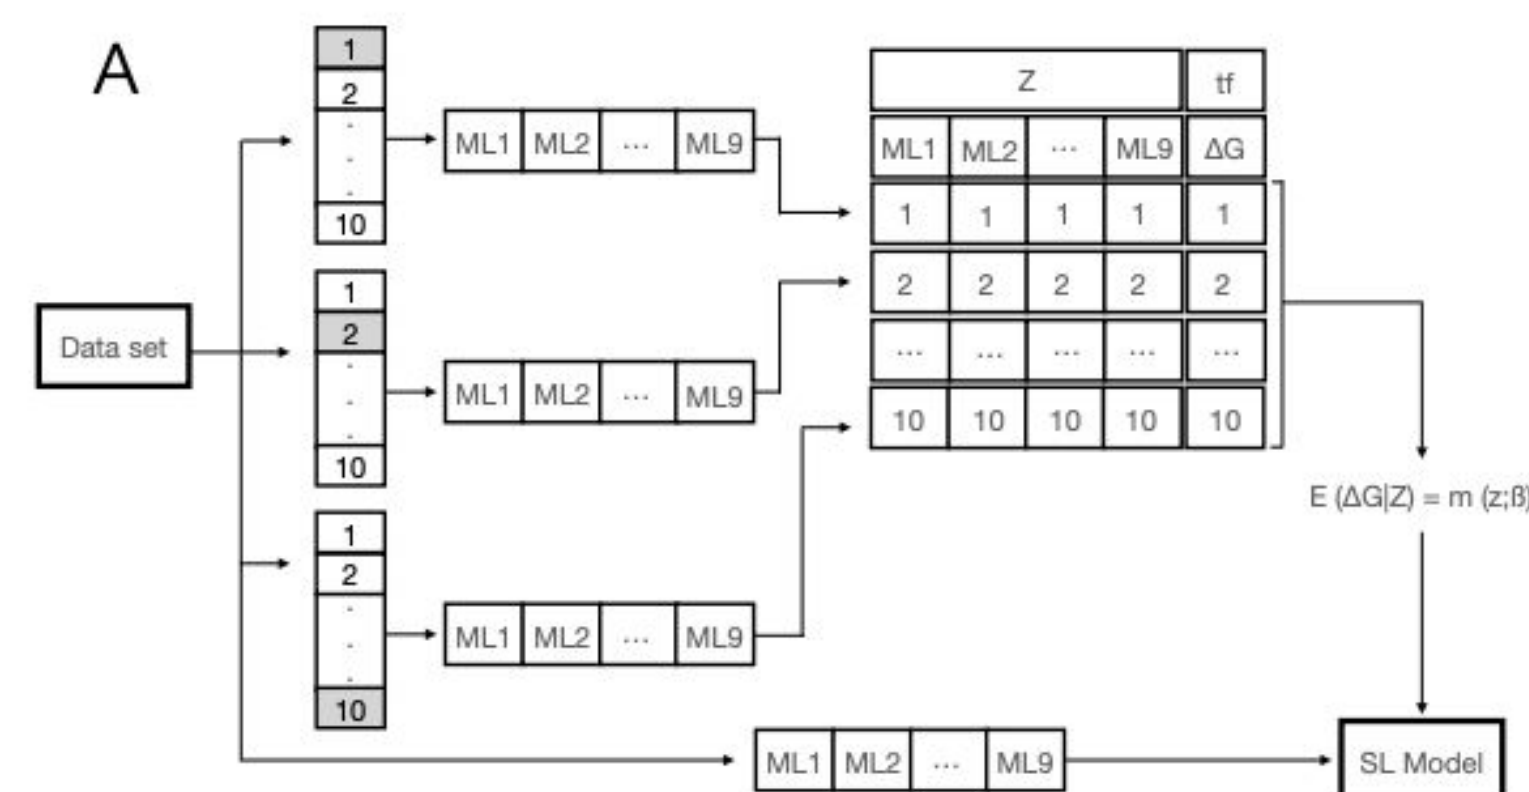 A
1
2
.
.
.
10
ML1 ML2 ... ML9
Z tf
ML1 ML2 ... ML9 ΔG
1 1 1 1 1
2 2 2 2 2
... ... ... ... ...
10 10 10 10 10
Data set
1
2
.
.
.
10
ML1 ML2 ... ML9
E (ΔG|Z) = m (z;ß)
1
2
.
.
.
10
ML1 ML2 ... ML9
ML1 ML2 ... ML9
SL Model